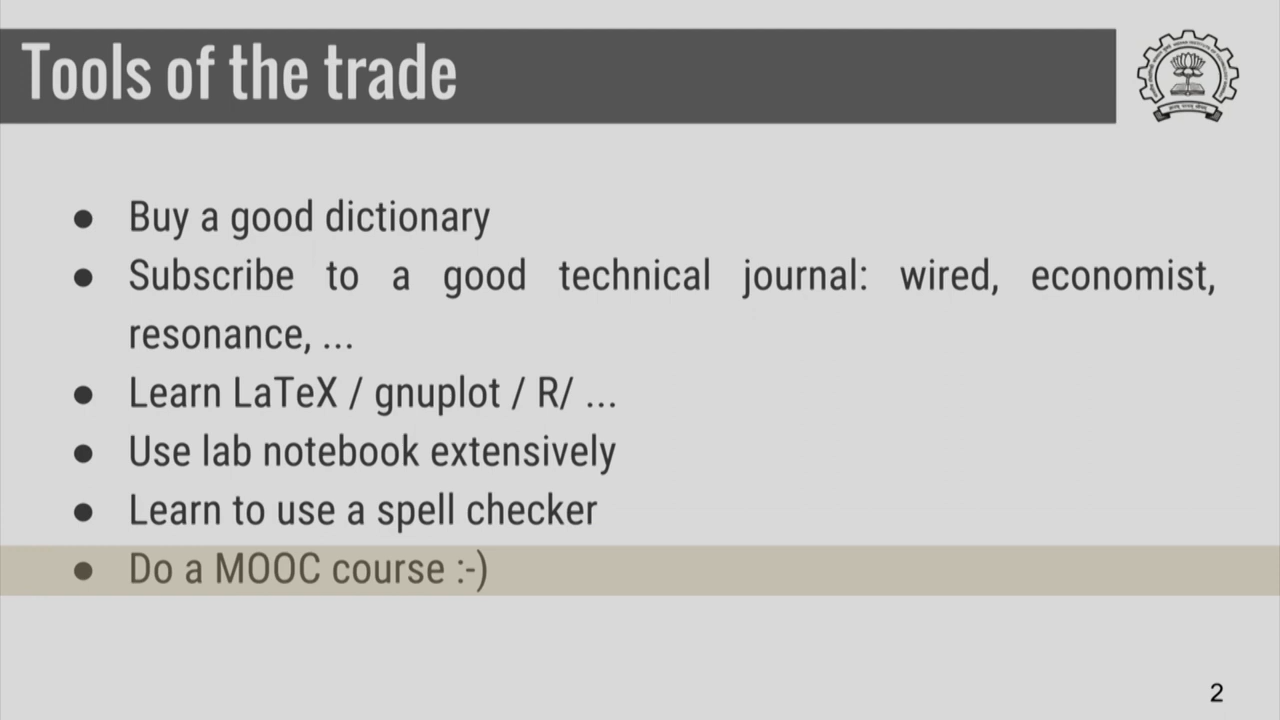 Tools of the trade
● Buy a good dictionary
● Subscribe to a good technical journal: wired, economist,
resonance, ...
● Learn LaTeX / gnuplot / R/ ...
● Use lab notebook extensively
● Learn to use a spell checker
● Do a MOOC course :-)
2